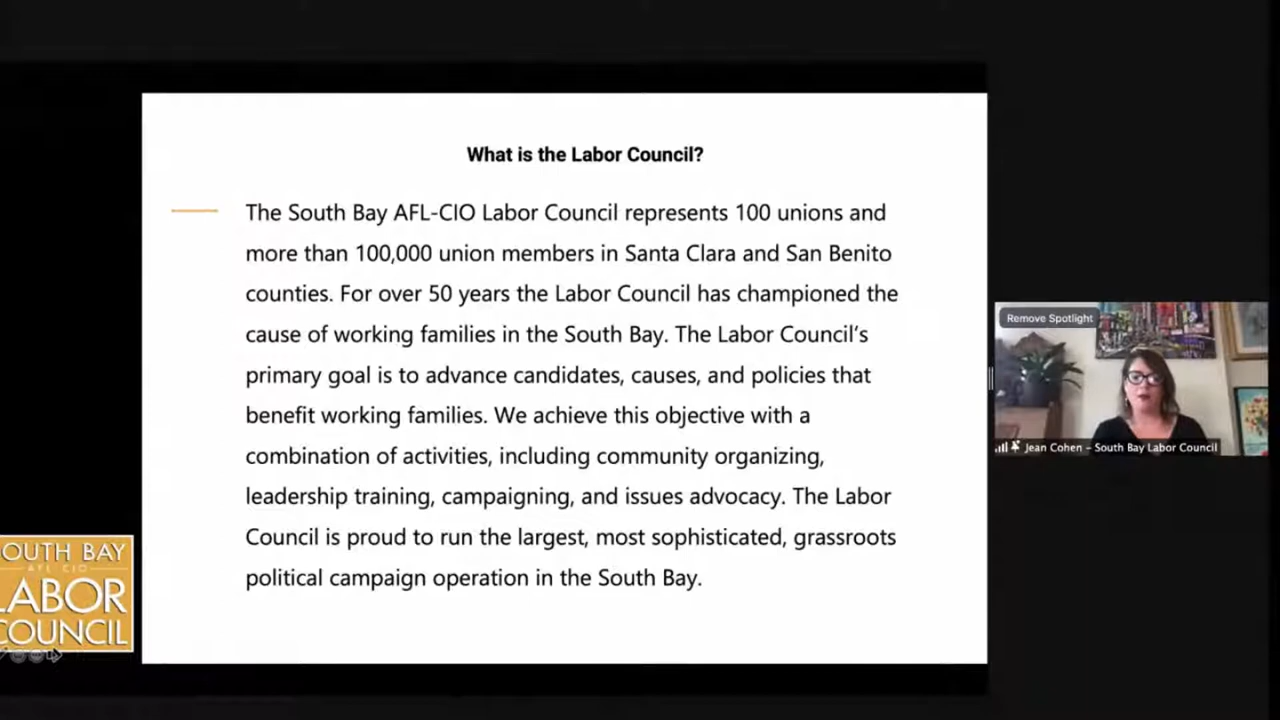 What is the Labor Council?
The South Bay AFL-CIO Labor Council represents 100 unions and
more than 100,000 union members in Santa Clara and San Benito
counties. For over 50 years the Labor Council has championed the
cause of working families in the South Bay. The Labor Council's
primary goal is to advance candidates, causes, and policies that
benefit working families. We achieve this objective with a
combination of activities, including community organizing,
leadership training, campaigning, and issues advocacy. The Labor
Council is proud to run the largest, most sophisticated, grassroots
political campaign operation in the South Bay.
OUTH BAY
AFL CIO
LABOR
COUNCIL
Remove Spotlight
Jean Cohen – South Bay Labor Council